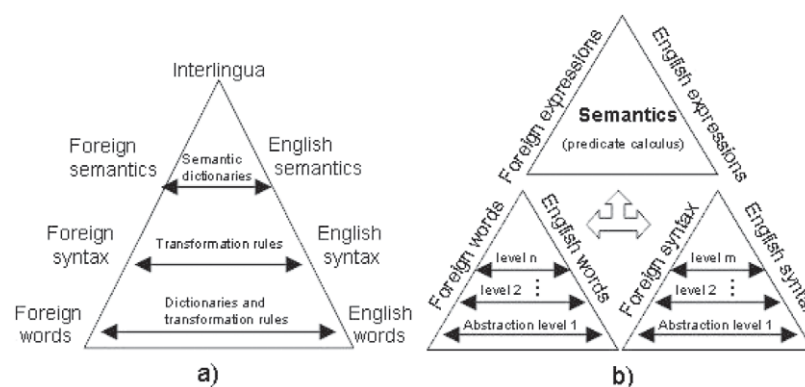 Interlingua
Foreign
semantics
Semantic
dictionaries
English
semantics
Foreign
syntax
Transformation rules
English
syntax
Foreign
words
Dictionaries and
transformation rules
English
words
a)
Foreign expressions
English expressions
Semantics
(predicate calculus)
Foreign words
English words
level n
level 2
Abstraction level 1
Foreign syntax
English syntax
level m
level 2
Abstraction level 1
b)